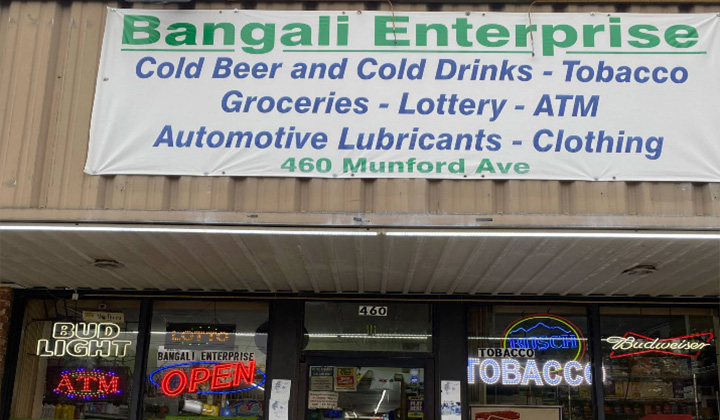 Bangali Enterprise
Cold Beer and Cold Drinks - Tobacco
Groceries - Lottery - ATM
Automotive Lubricants - Clothing
460 Munford Ave
460
BUD
LIGHT
ATM
LOTTO
BANGALI ENTERPRISE
OPEN
BUSCH
TOBACCO
TOBACCO
Budweiser